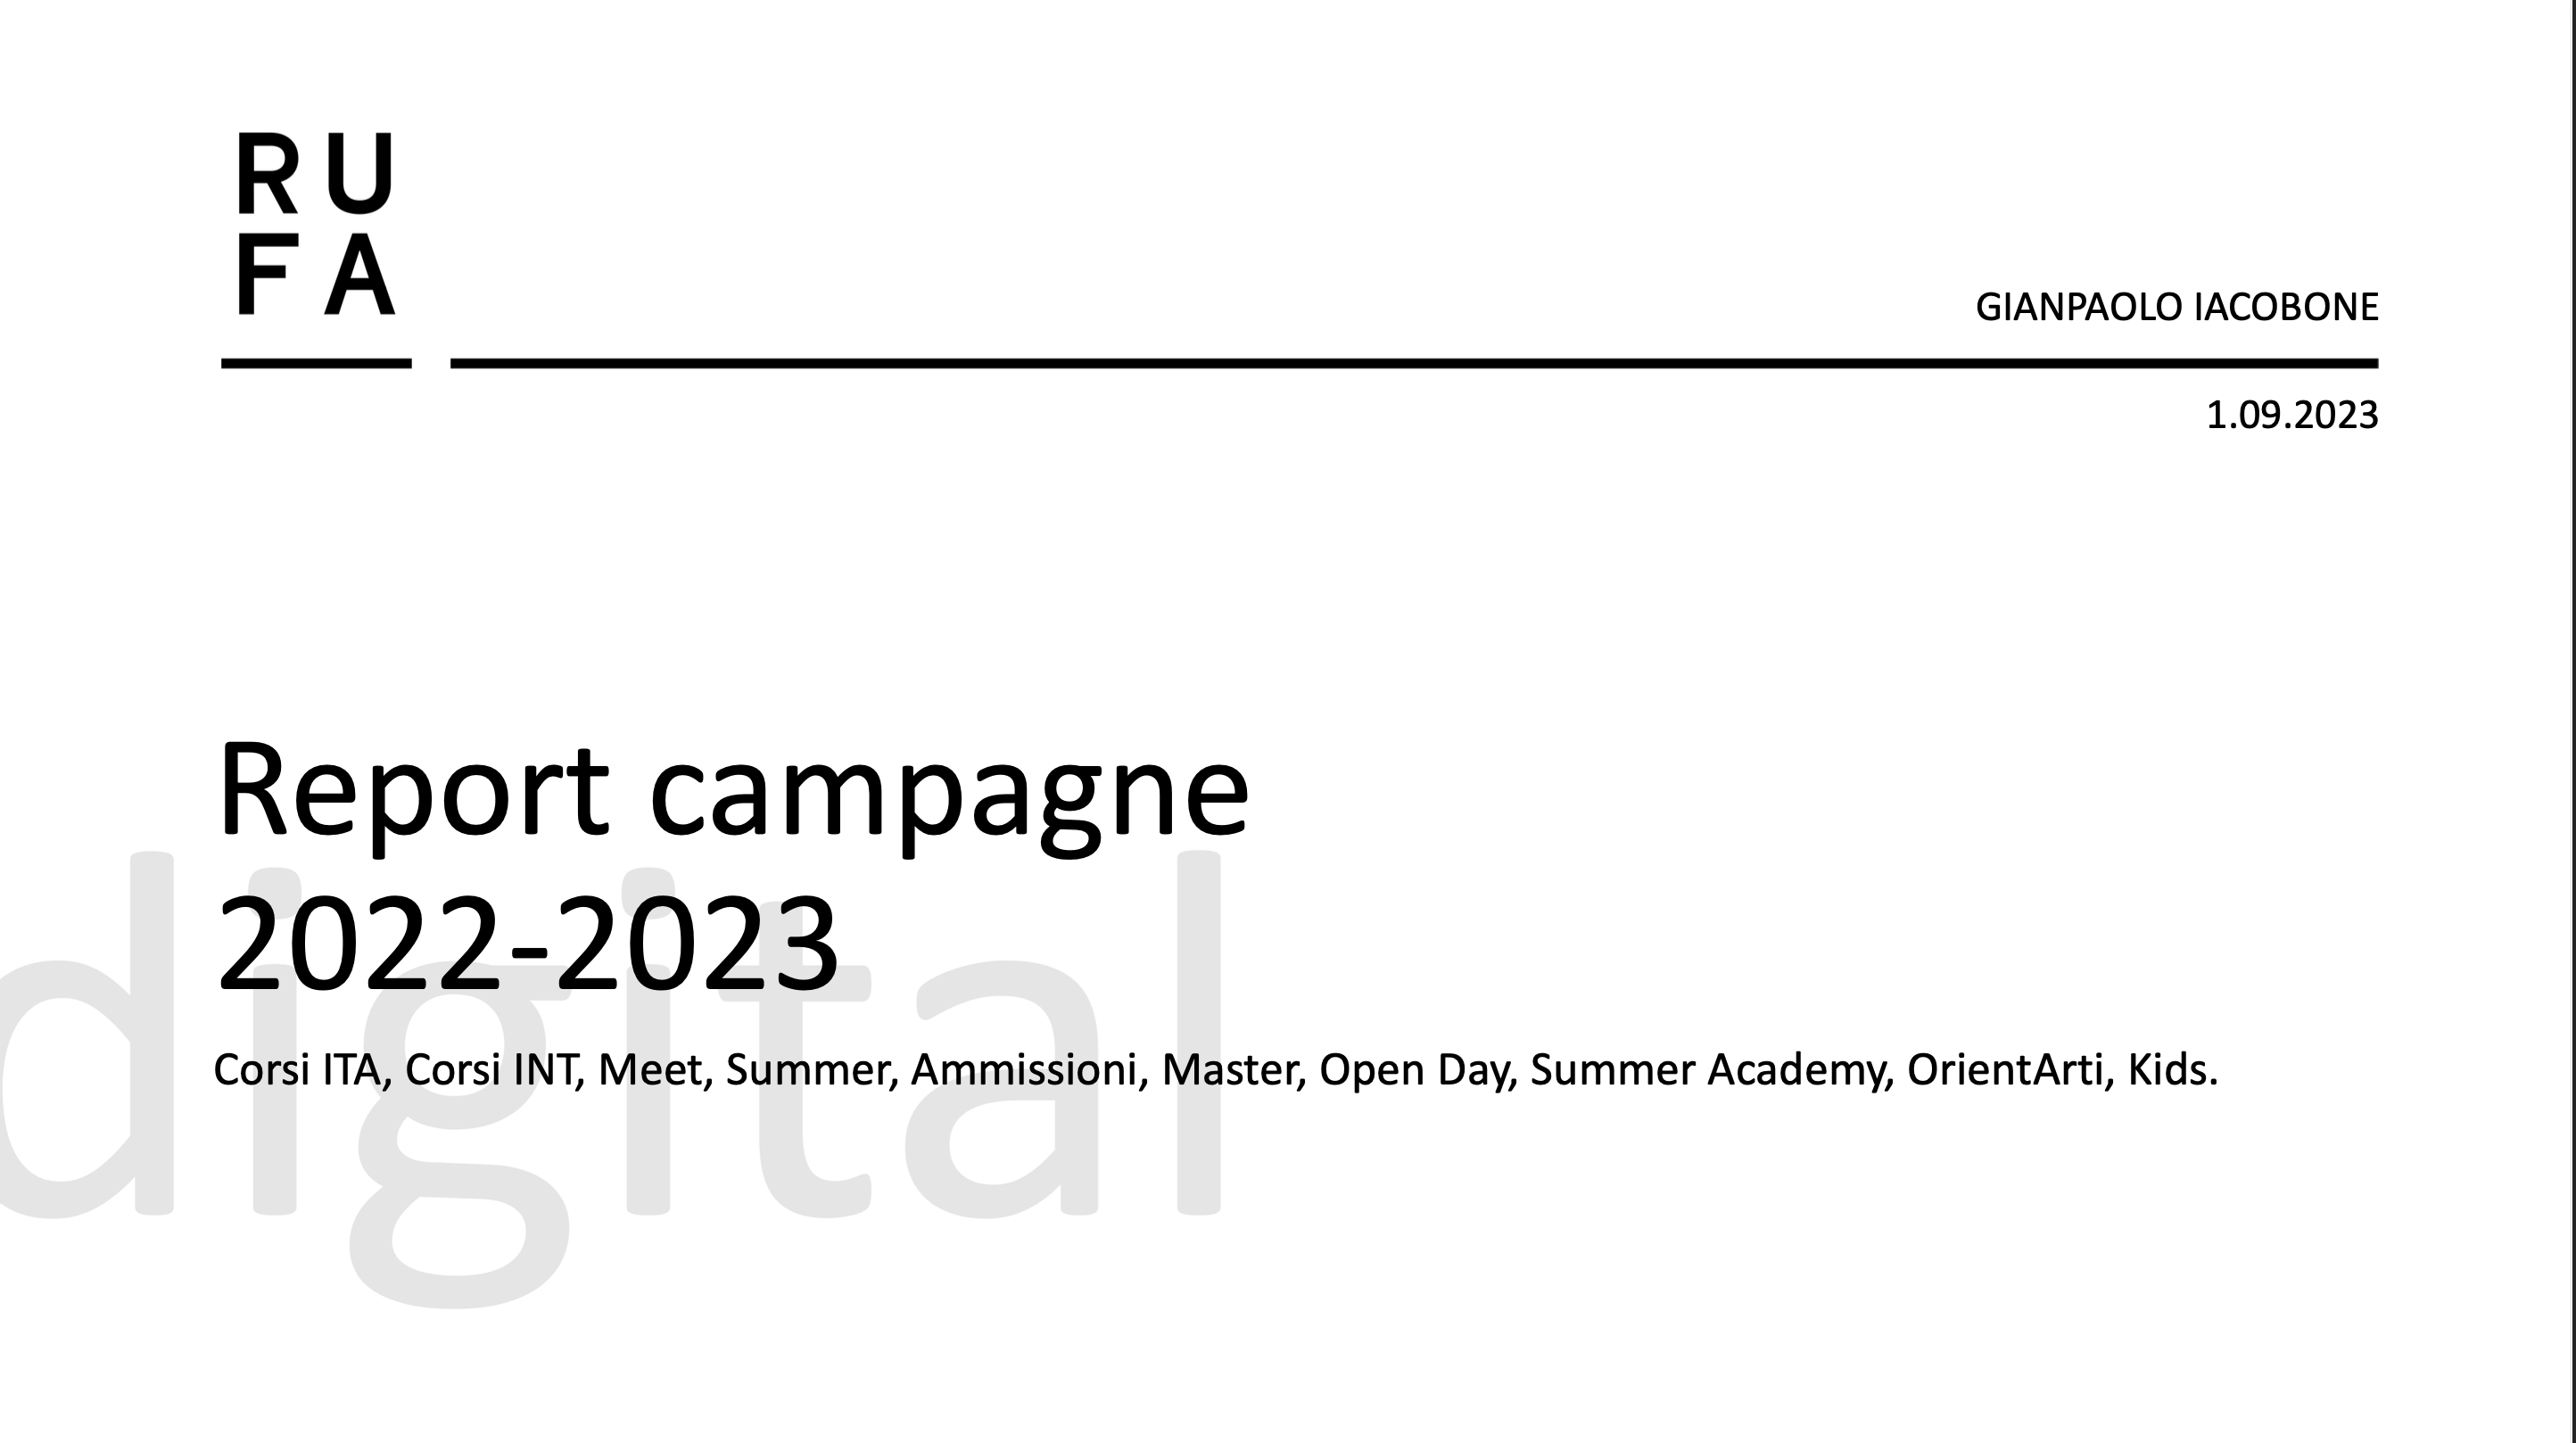 RU
FA
GIANPAOLO IACOBONE
1.09.2023
Report campagne
2022-2023
digital
Corsi ITA, Corsi INT, Meet, Summer, Ammissioni, Master, Open Day, Summer Academy, OrientArti, Kids.